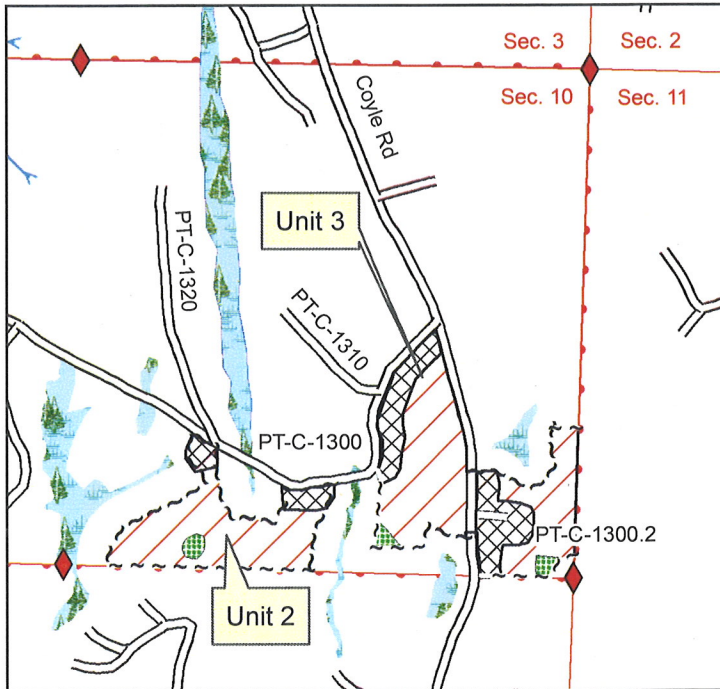 Sec. 3
Sec. 2
Sec. 10
Sec. 11
Coyle Rd
Unit 3
PT-C-1320
PT-C-1310
PT-C-1300
PT-C-1300.2
Unit 2